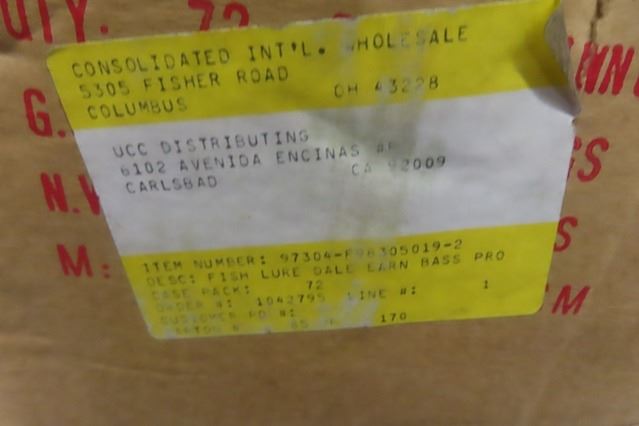 QTY. 72
CONSOLIDATED INT'L. WHOLESALE
5305 FISHER ROAD
COLUMBUS OH 43228
G.
UCC DISTRIBUTING
6102 AVENIDA ENCINAS
CARLSBAD CA 92009
N.
M:
ITEM NUMBER: 97304-F98305019-2
DESC: FISH LURE DALE EARN BASS PRO
CASE PACK: 72
ORDER #: 1042795 LINE #: 1
CUSTOMER PO #: 170